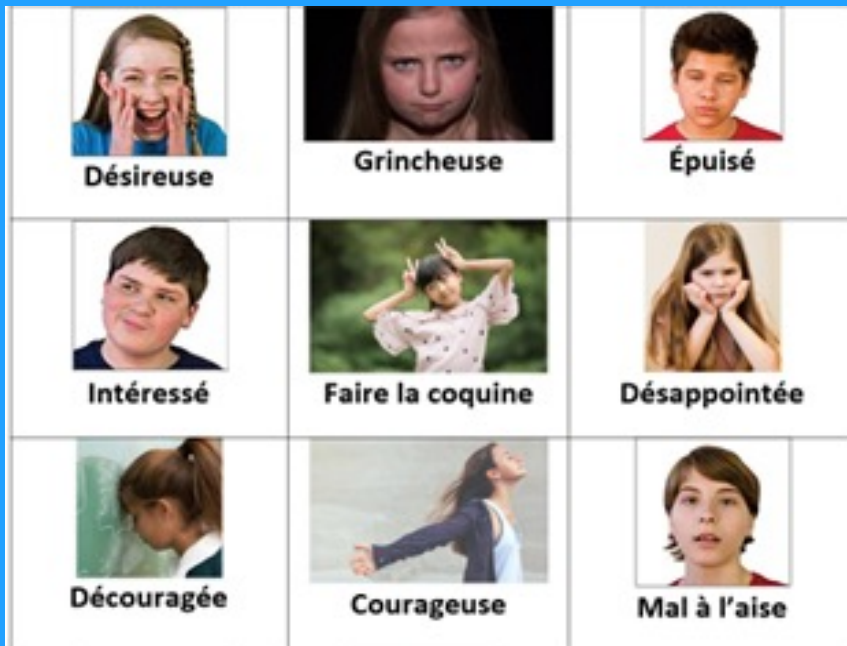 Désireuse
Grincheuse
Épuisé
Intéressé
Faire la coquine
Désappointée
Découragée
Courageuse
Mal à l'aise